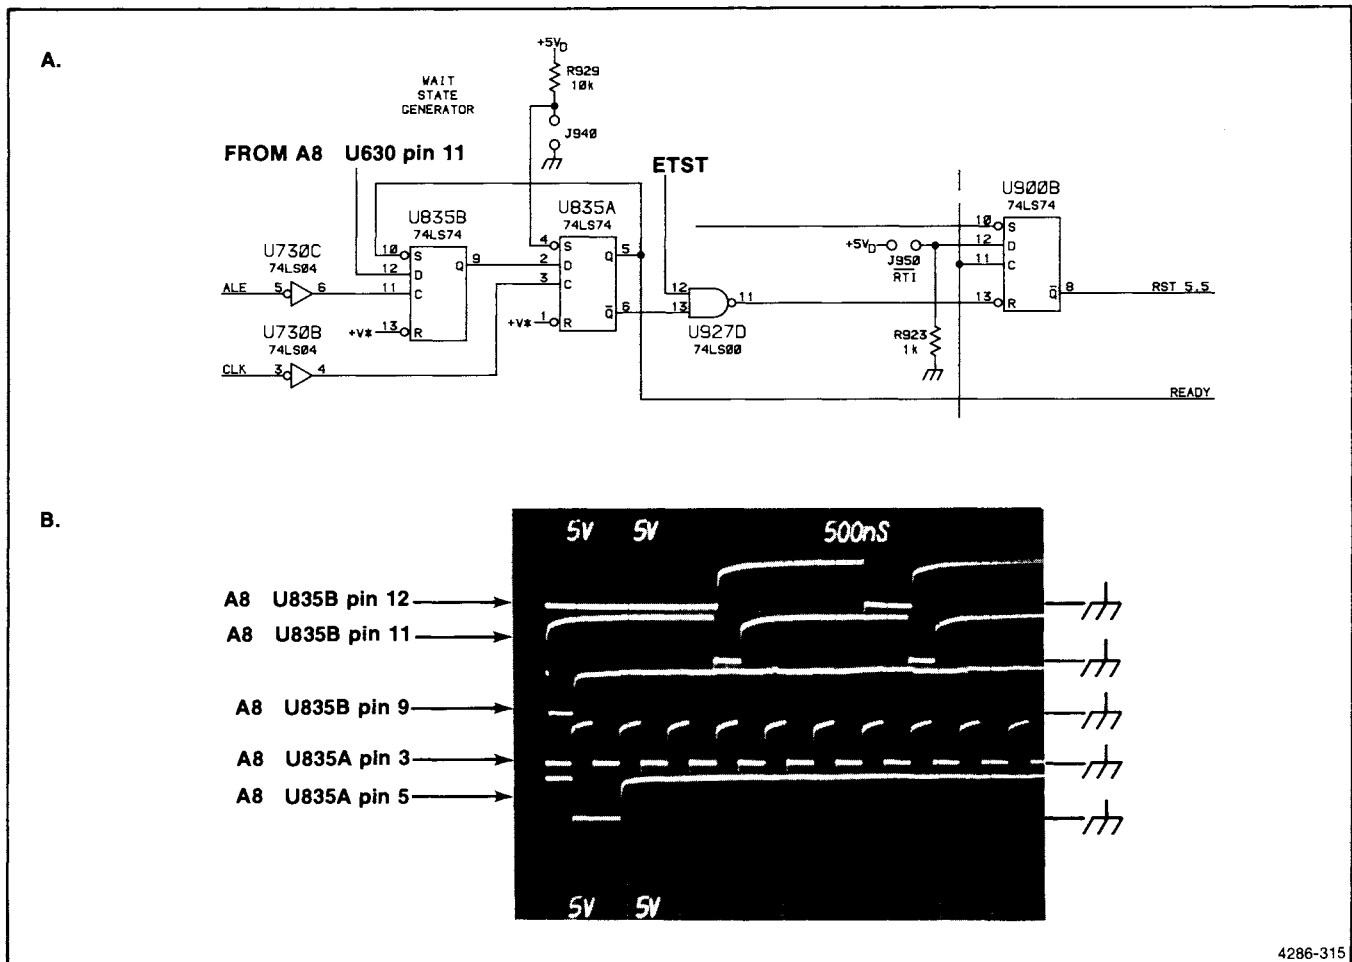 A.
+5VD
R929
10k
WAIT
STATE
GENERATOR
J940
FROM A8 U630 pin 11
ETST
U835B
74LS74
U835A
74LS74
U900B
74LS74
10 S
12 D
11 C
13 R
Q 9
4 S
2 D
3 C
1 R
Q 5
Q̅ 6
+V*
+V*
U730C
74LS04
ALE 5 6
U730B
74LS04
CLK 3 4
12
13
11
U927D
74LS00
+5VD
J950
RTI
R923
1k
10 S
12 D
11 C
13 R
Q̅ 8
RST 5.5
READY
B.
5V 5V 500nS
A8 U835B pin 12
A8 U835B pin 11
A8 U835B pin 9
A8 U835A pin 3
A8 U835A pin 5
5V 5V
4286-315